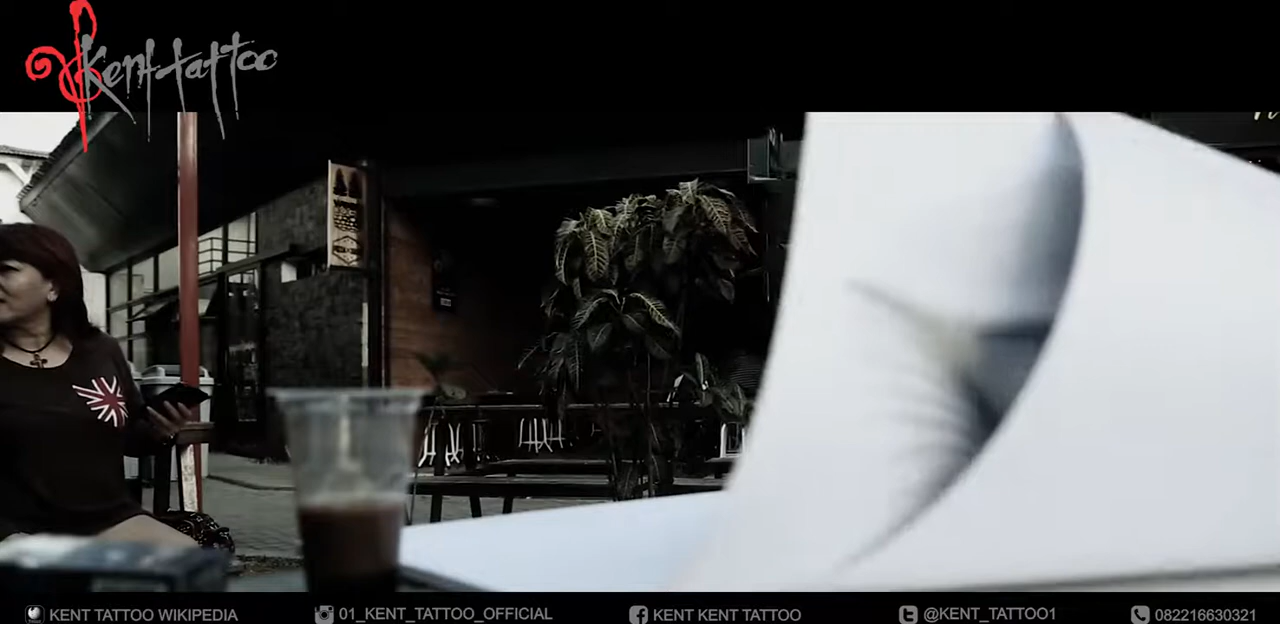 Kent tattoo
KENT TATTOO WIKIPEDIA
01_KENT_TATTOO_OFFICIAL
KENT KENT TATTOO
@KENT_TATTOO1
082216630321